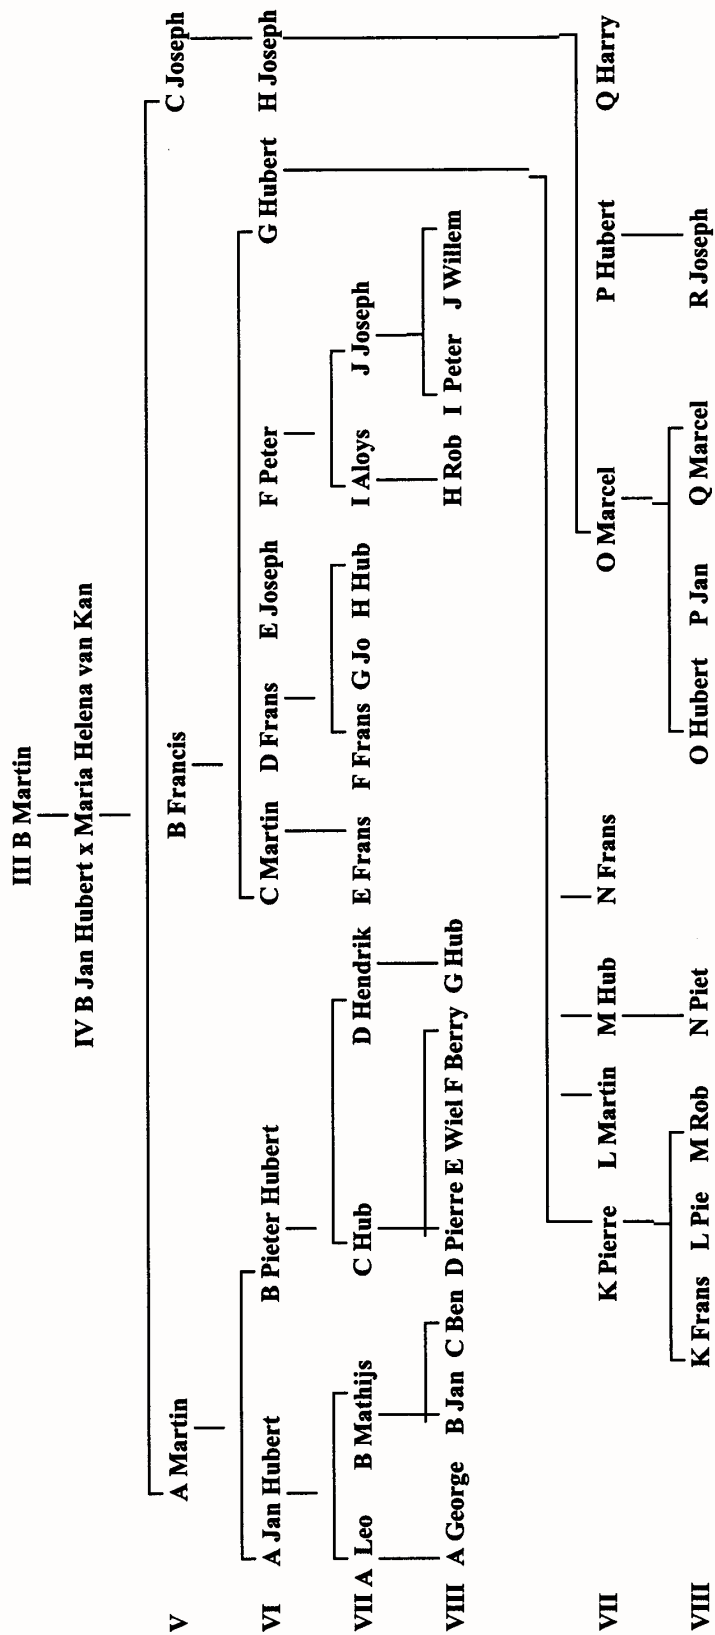 III B Martin
IV B Jan Hubert x Maria Helena van Kan
V A Martin B Francis C Joseph
VI A Jan Hubert B Pieter Hubert C Martin D Frans E Joseph F Peter G Hubert H Joseph
VII A Leo B Mathijs C Hub D Hendrik E Frans F Frans G Jo H Hub I Aloys J Joseph
VIII A George B Jan C Ben D Pierre E Wiel F Berry G Hub H Rob I Peter J Willem
VII K Pierre L Martin M Hub N Frans O Marcel P Hubert Q Harry
VIII K Frans L Pie M Rob N Piet O Hubert P Jan Q Marcel R Joseph